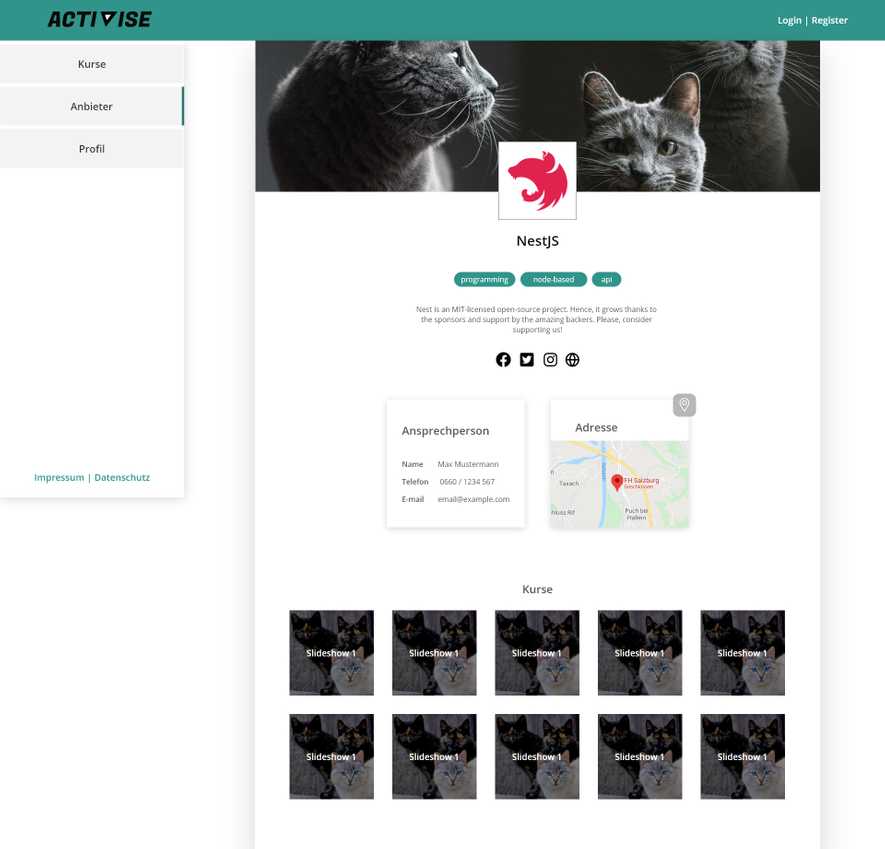 ACTIVISE
Login | Register
Kurse
Anbieter
Profil
Impressum | Datenschutz
NestJS
programming node-based api
Nest is an MIT-licensed open-source project. Hence, it grows thanks to
the sponsors and support by the amazing backers. Please, consider
supporting us!
Ansprechperson
Name Max Mustermann
Telefon 0660 / 1234 567
E-mail email@example.com
Adresse
Taxach
FH Salzburg
Geschlossen
hloss Rif
Puch bei
Hallein
Kurse
Slideshow 1 Slideshow 1 Slideshow 1 Slideshow 1 Slideshow 1
Slideshow 1 Slideshow 1 Slideshow 1 Slideshow 1 Slideshow 1